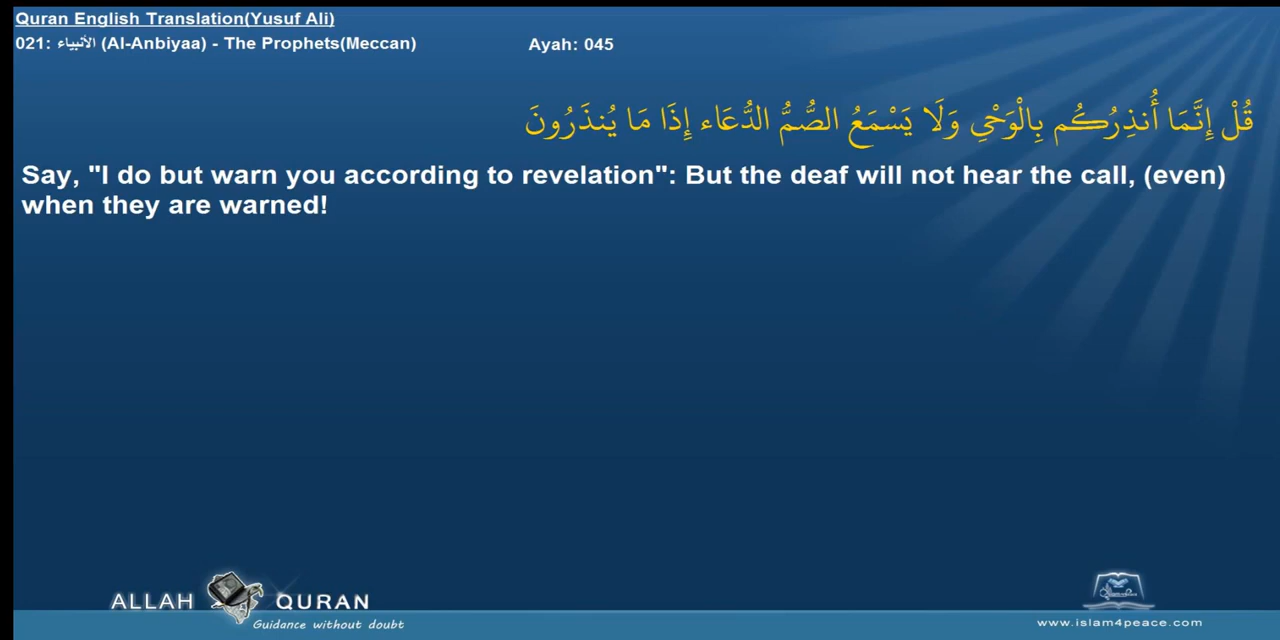 Quran English Translation(Yusuf Ali)
021: الأنبياء (Al-Anbiyaa) - The Prophets(Meccan) Ayah: 045
قُلْ إِنَّمَا أُنذِرُكُم بِالْوَحْيِ وَلَا يَسْمَعُ الصُّمُّ الدُّعَاء إِذَا مَا يُنذَرُونَ
Say, "I do but warn you according to revelation": But the deaf will not hear the call, (even)
when they are warned!
ALLAH QURAN
Guidance without doubt
www.islam4peace.com